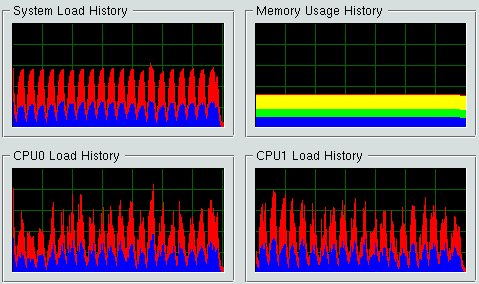 System Load History
Memory Usage History
CPU0 Load History
CPU1 Load History